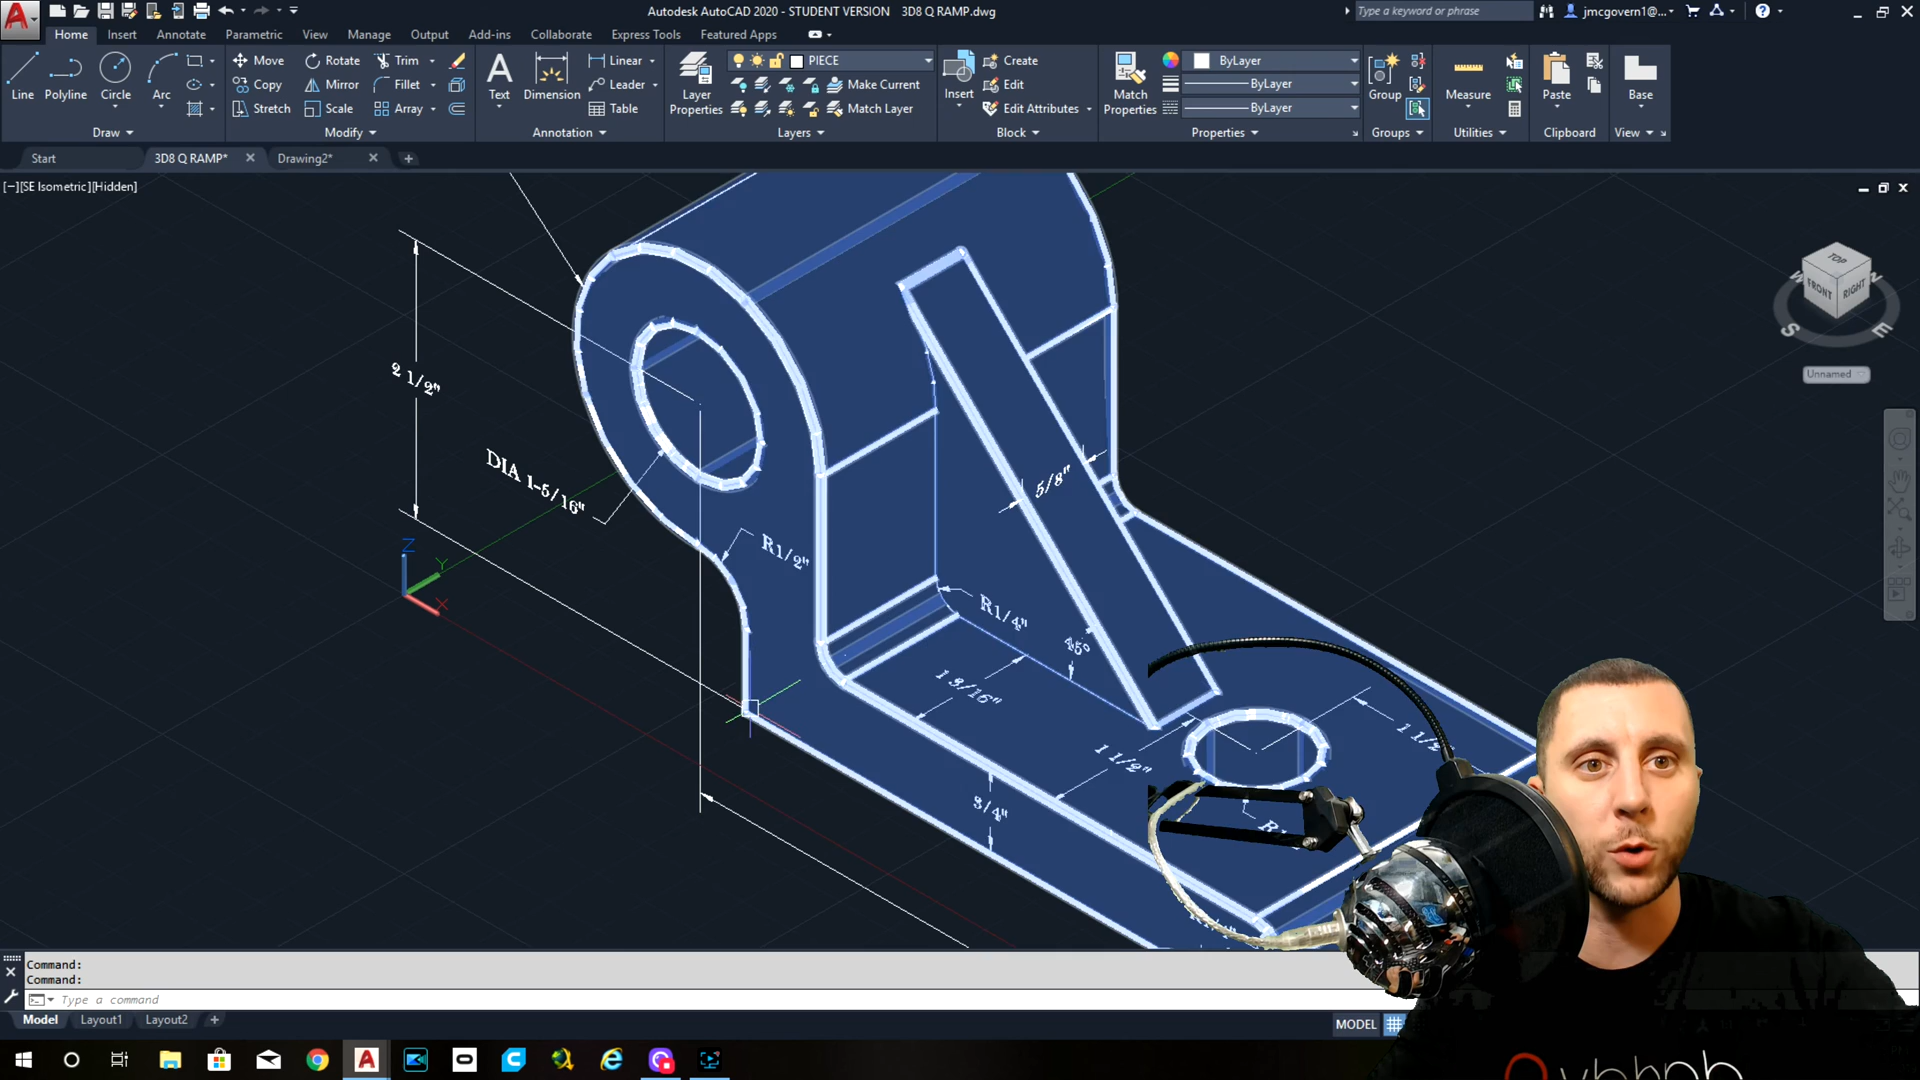 Autodesk AutoCAD 2020 - STUDENT VERSION 3D8 Q RAMP.dwg
Type a keyword or phrase
jmcgovern1@...
Home Insert Annotate Parametric View Manage Output Add-ins Collaborate Express Tools Featured Apps
Line Polyline Circle Arc
Move Rotate Trim
Copy Mirror Fillet
Stretch Scale Array
Text Dimension
Linear
Leader
Table
Layer Properties
PIECE
Make Current
Match Layer
Insert
Create
Edit
Edit Attributes
Match Properties
ByLayer
ByLayer
ByLayer
Group
Measure
Paste
Base
Draw Modify Annotation Layers Block Properties Groups Utilities Clipboard View
Start 3D8 Q RAMP* Drawing2*
[−][SE Isometric][Hidden]
TOP
FRONT RIGHT
W N S E
Unnamed
2 1/2"
DIA 1-5/16"
R1/2"
5/8"
R1/4"
45°
1 3/16"
1 1/2"
1 1/2"
3/4"
Z Y X
Command:
Command:
Type a command
Model Layout1 Layout2
MODEL